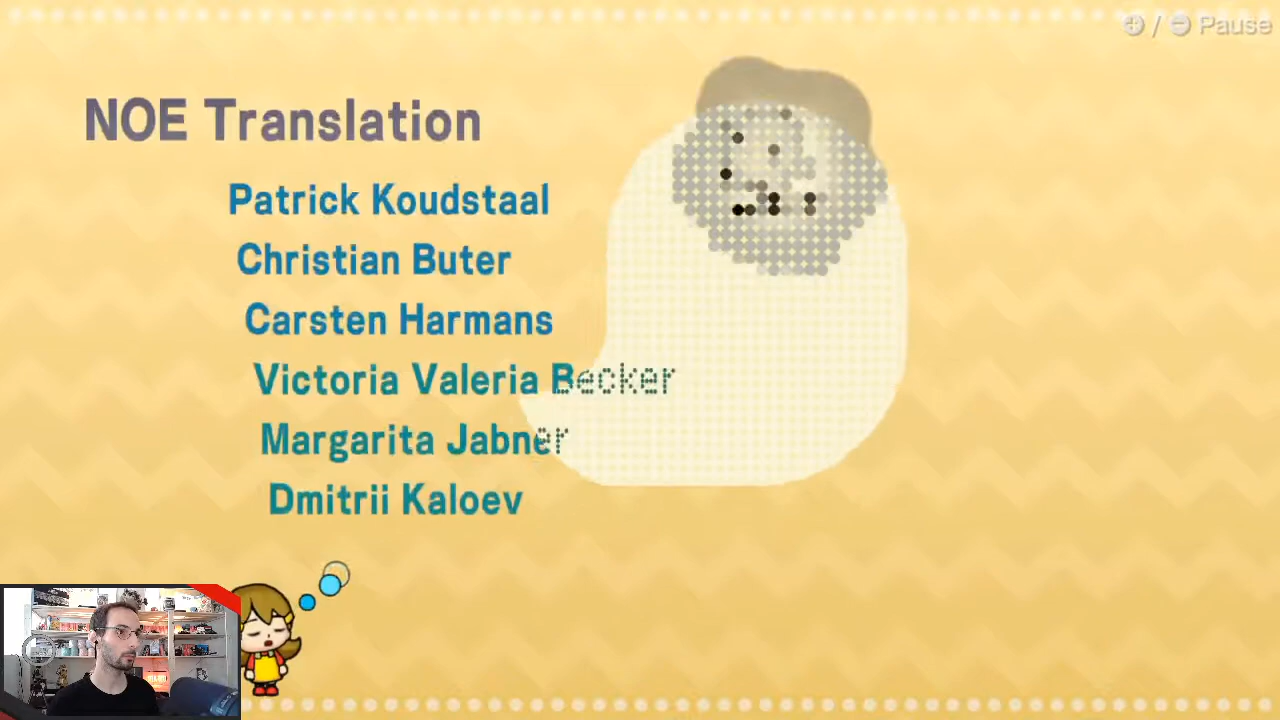 + / - Pause
NOE Translation
Patrick Koudstaal
Christian Buter
Carsten Harmans
Victoria Valeria Becker
Margarita Jabner
Dmitrii Kaloev